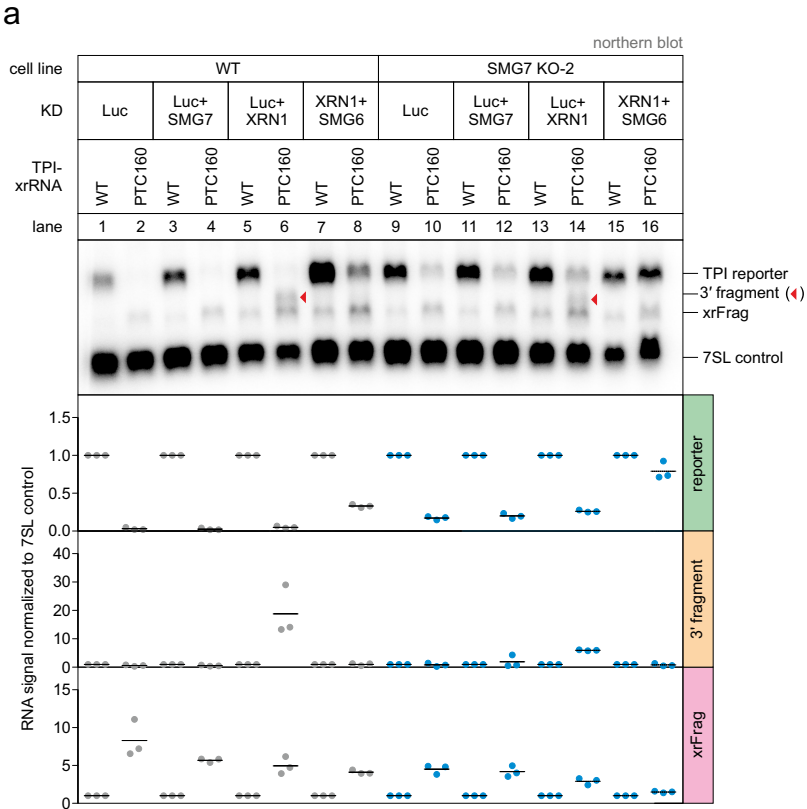 a
northern blot
cell line WT SMG7 KO-2
KD Luc Luc+ SMG7 Luc+ XRN1 XRN1+ SMG6 Luc Luc+ SMG7 Luc+ XRN1 XRN1+ SMG6
TPI-xrRNA WT PTC160 WT PTC160 WT PTC160 WT PTC160 WT PTC160 WT PTC160 WT PTC160 WT PTC160
lane 1 2 3 4 5 6 7 8 9 10 11 12 13 14 15 16
TPI reporter
3′ fragment ( )
xrFrag
7SL control
RNA signal normalized to 7SL control
1.5
1.0
0.5
0.0
reporter
40
30
20
10
0
3′ fragment
15
10
5
0
xrFrag